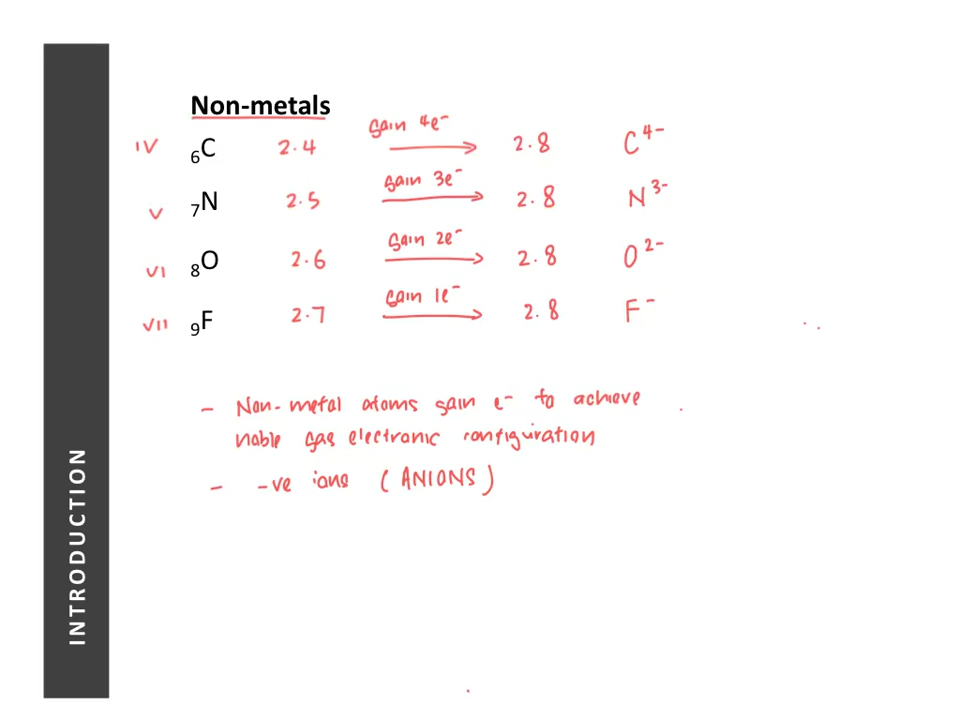 Non-metals
IV ₆C 2.4 gain 4e⁻ 2.8 C⁴⁻
V ₇N 2.5 gain 3e⁻ 2.8 N³⁻
VI ₈O 2.6 gain 2e⁻ 2.8 O²⁻
VII ₉F 2.7 gain 1e⁻ 2.8 F⁻
- Non-metal atoms gain e⁻ to achieve
noble gas electronic configuration
- -ve ions (ANIONS)
INTRODUCTION